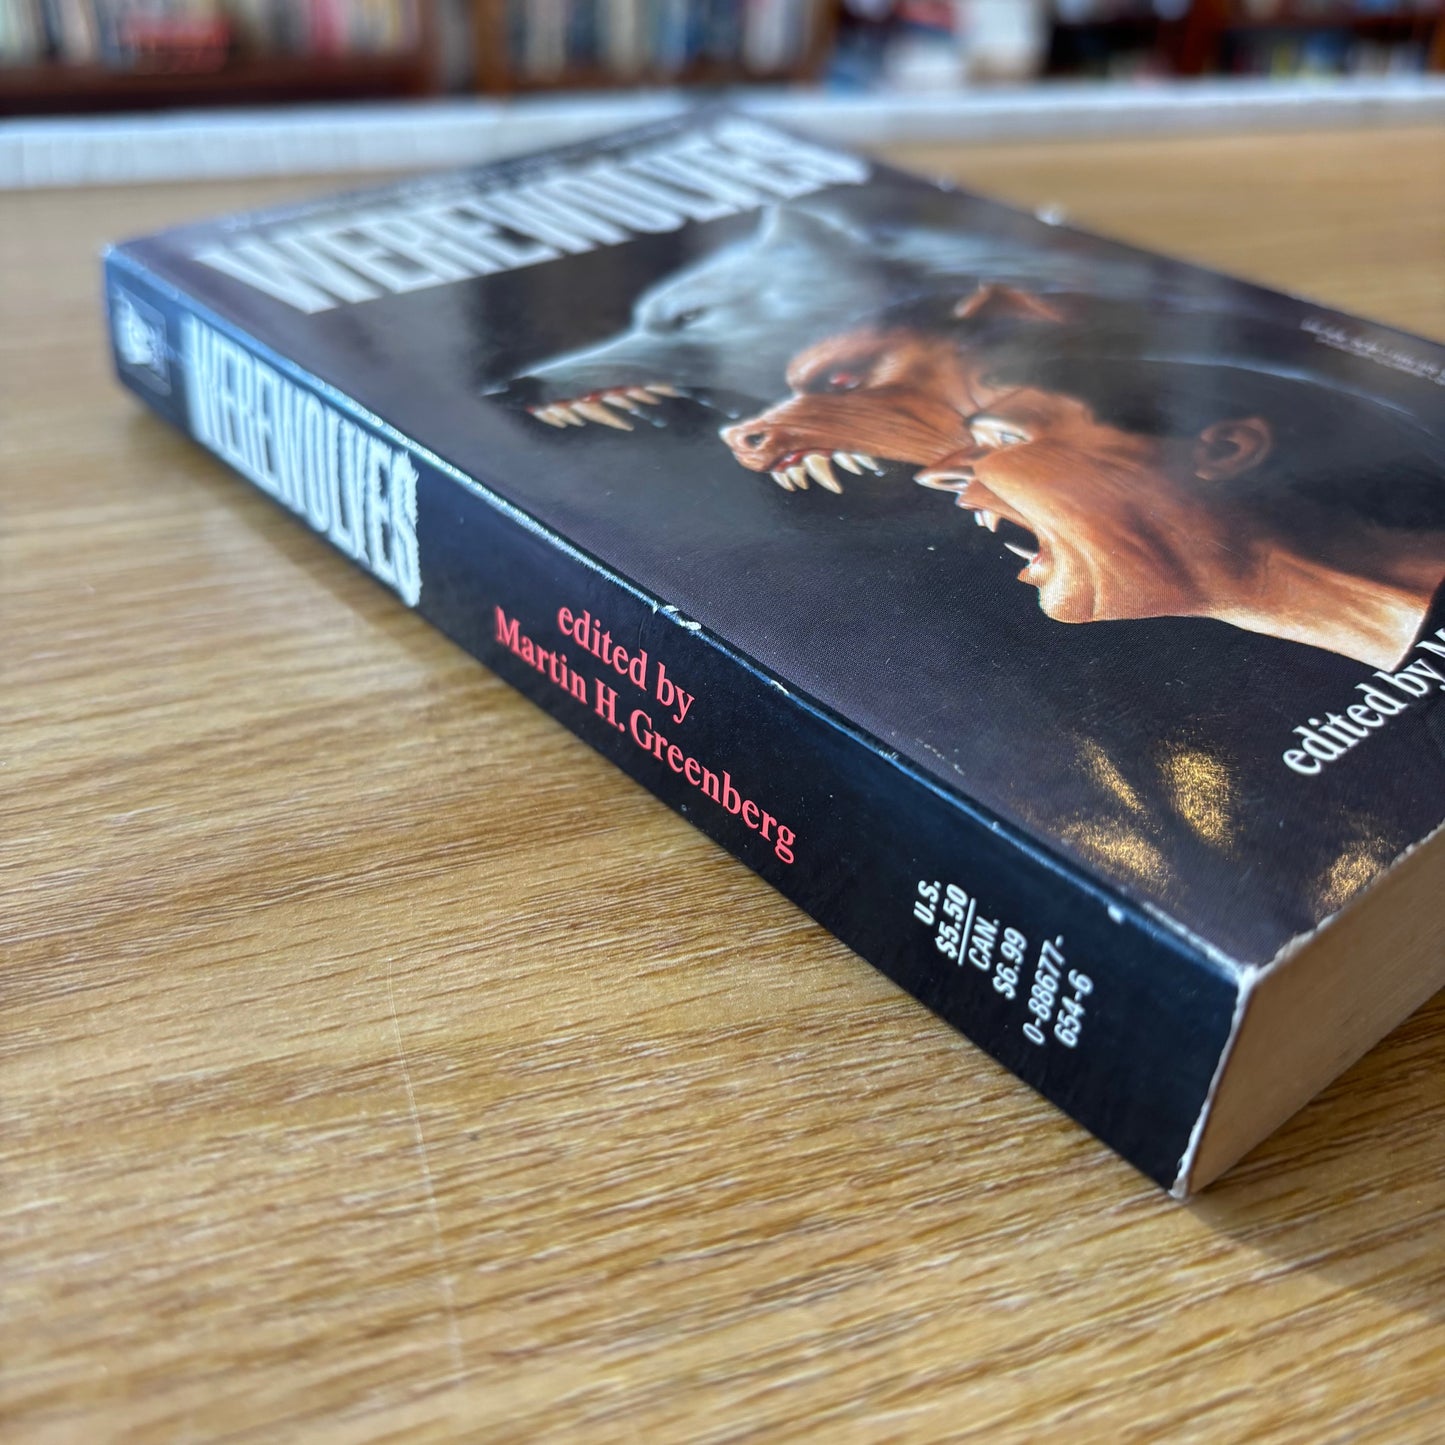 WEREWOLVES
edited by M
WEREWOLVES
edited by
Martin H. Greenberg
U.S.
$5.50
CAN.
$6.99
0-88677-
654-6